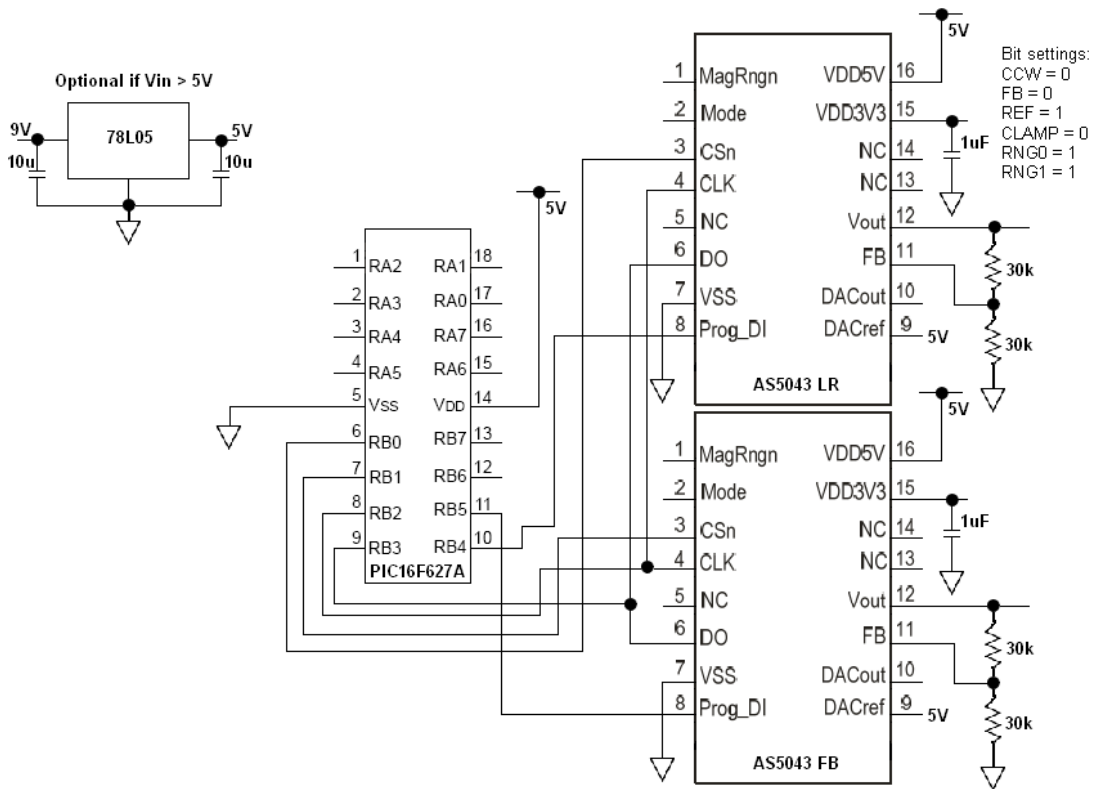 Optional if Vin > 5V
9V
78L05
5V
10u
10u
5V
1
RA2
RA1
18
2
RA3
RA0
17
3
RA4
RA7
16
4
RA5
RA6
15
5
VSS
VDD
14
6
RB0
RB7
13
7
RB1
RB6
12
8
RB2
RB5
11
9
RB3
RB4
10
PIC16F627A
5V
1
MagRngn
VDD5V
16
2
Mode
VDD3V3
15
1uF
3
CSn
NC
14
4
CLK
NC
13
5
NC
Vout
12
6
DO
FB
11
30k
7
VSS
DACout
10
8
Prog_DI
DACref
9
5V
30k
AS5043 LR
Bit settings:
CCW = 0
FB = 0
REF = 1
CLAMP = 0
RNG0 = 1
RNG1 = 1
5V
1
MagRngn
VDD5V
16
2
Mode
VDD3V3
15
1uF
3
CSn
NC
14
4
CLK
NC
13
5
NC
Vout
12
6
DO
FB
11
30k
7
VSS
DACout
10
8
Prog_DI
DACref
9
5V
30k
AS5043 FB